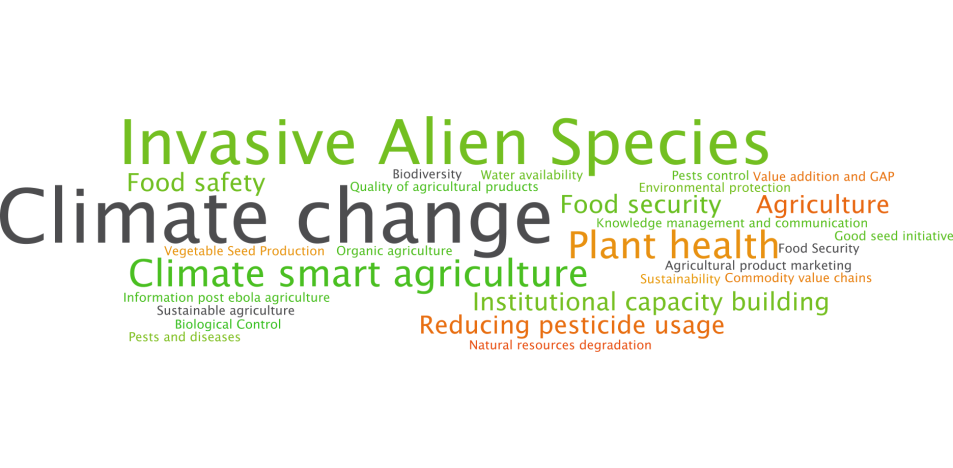 Invasive Alien Species
Biodiversity
Water availability
Pests control
Value addition and GAP
Food safety
Quality of agricultural pruducts
Environmental protection
Climate change
Food security
Agriculture
Knowledge management and communication
Good seed initiative
Vegetable Seed Production
Organic agriculture
Plant health
Food Security
Climate smart agriculture
Agricultural product marketing
Sustainability
Commodity value chains
Information post ebola agriculture
Institutional capacity building
Sustainable agriculture
Biological Control
Reducing pesticide usage
Pests and diseases
Natural resources degradation